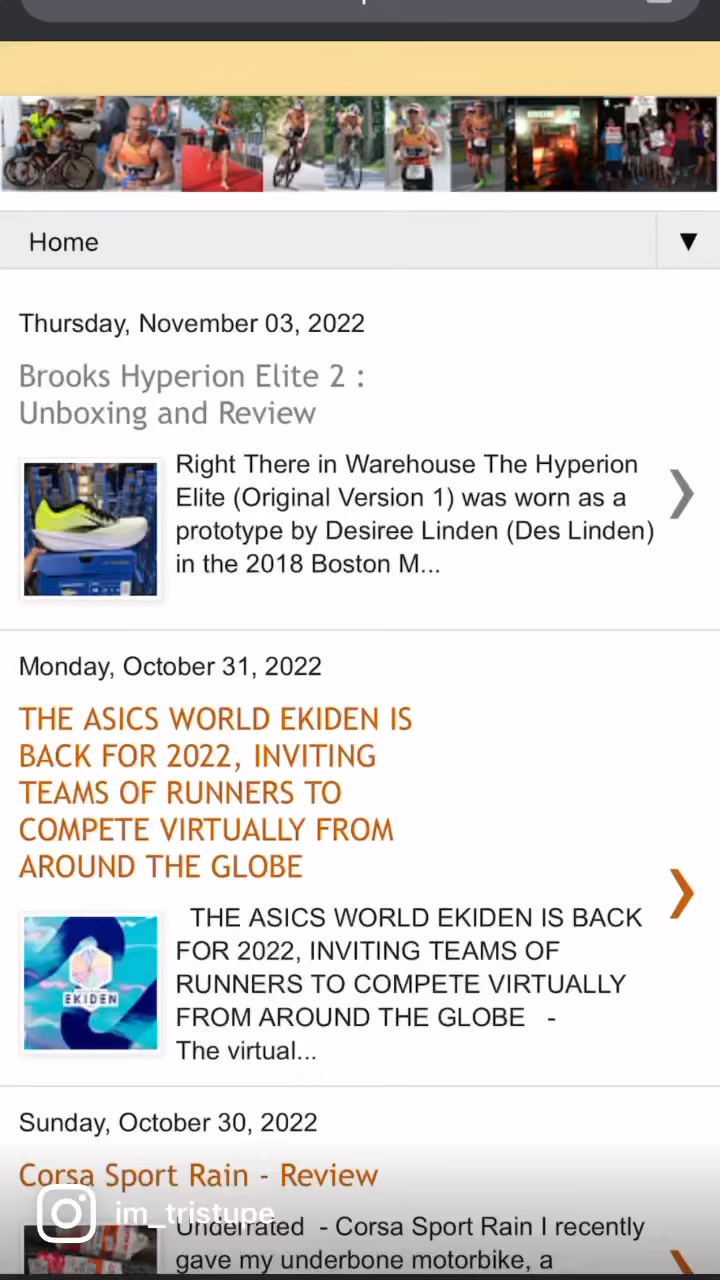 Home
▼
Thursday, November 03, 2022
Brooks Hyperion Elite 2 :
Unboxing and Review
Right There in Warehouse The Hyperion
Elite (Original Version 1) was worn as a
prototype by Desiree Linden (Des Linden)
in the 2018 Boston M...
Monday, October 31, 2022
THE ASICS WORLD EKIDEN IS
BACK FOR 2022, INVITING
TEAMS OF RUNNERS TO
COMPETE VIRTUALLY FROM
AROUND THE GLOBE
THE ASICS WORLD EKIDEN IS BACK
FOR 2022, INVITING TEAMS OF
RUNNERS TO COMPETE VIRTUALLY
FROM AROUND THE GLOBE -
The virtual...
EKIDEN
Sunday, October 30, 2022
Corsa Sport Rain - Review
im_tristupe
Underrated - Corsa Sport Rain I recently
gave my underbone motorbike, a